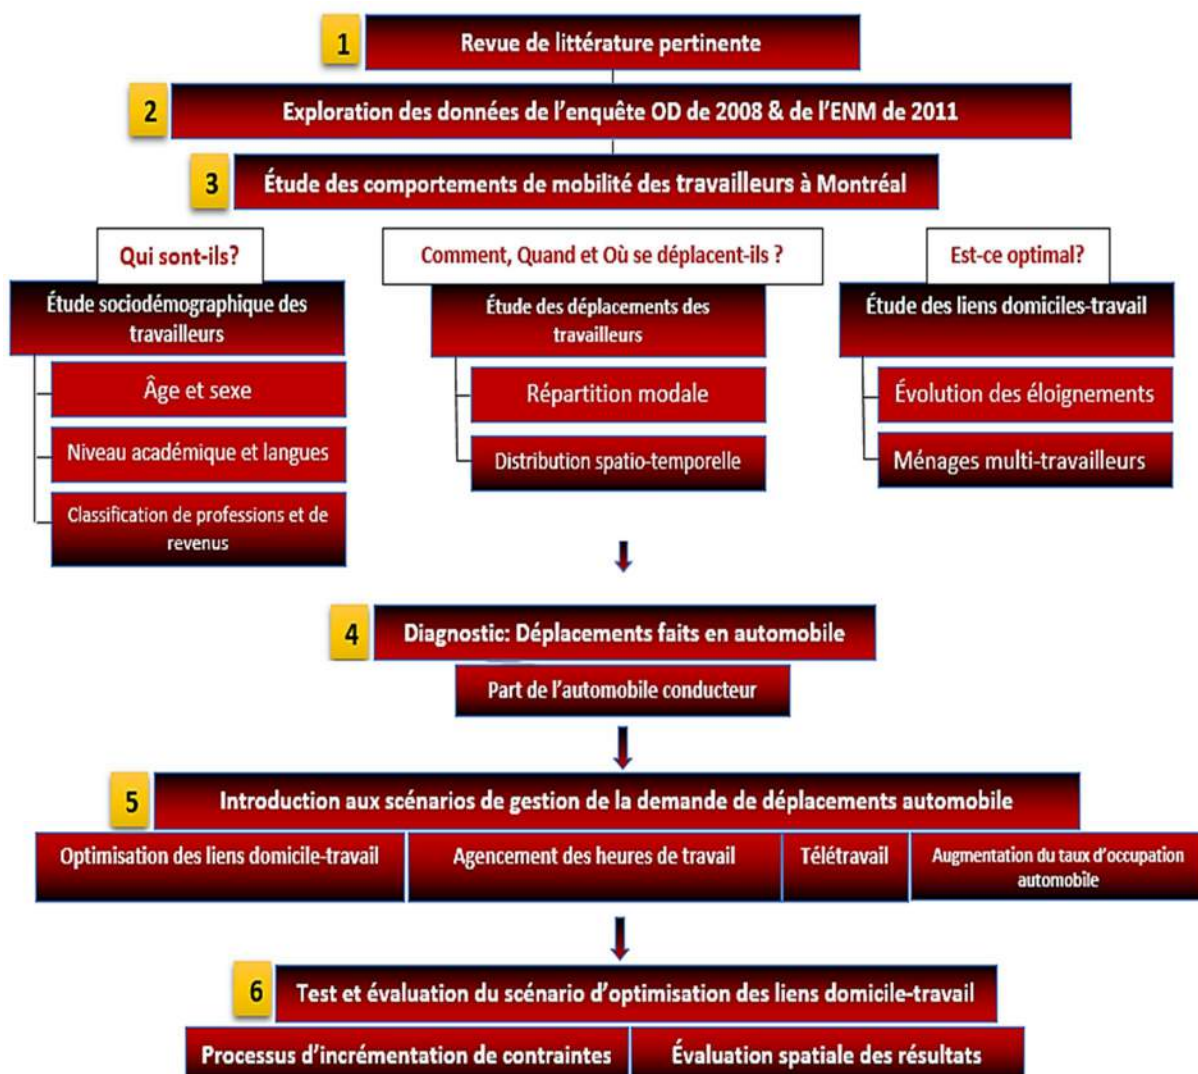 1
Revue de littérature pertinente
2
Exploration des données de l'enquête OD de 2008 & de l'ENM de 2011
3
Étude des comportements de mobilité des travailleurs à Montréal
Qui sont-ils?
Étude sociodémographique des
travailleurs
Âge et sexe
Niveau académique et langues
Classification de professions et de
revenus
Comment, Quand et Où se déplacent-ils ?
Étude des déplacements des
travailleurs
Répartition modale
Distribution spatio-temporelle
Est-ce optimal?
Étude des liens domiciles-travail
Évolution des éloignements
Ménages multi-travailleurs
4
Diagnostic: Déplacements faits en automobile
Part de l'automobile conducteur
5
Introduction aux scénarios de gestion de la demande de déplacements automobile
Optimisation des liens domicile-travail
Agencement des heures de travail
Télétravail
Augmentation du taux d'occupation
automobile
6
Test et évaluation du scénario d'optimisation des liens domicile-travail
Processus d'incrémentation de contraintes
Évaluation spatiale des résultats